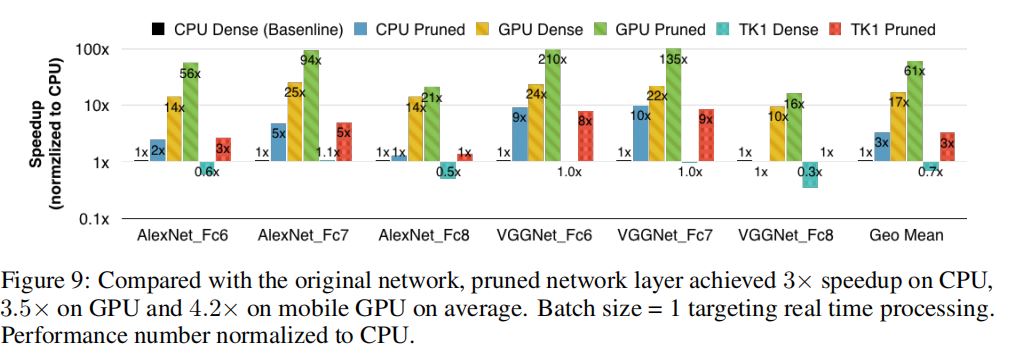 CPU Dense (Basenline) CPU Pruned GPU Dense GPU Pruned TK1 Dense TK1 Pruned
Speedup
(normzlized to CPU)
100x
10x
1x
0.1x
1x 2x 14x 56x 0.6x 3x
1x 5x 25x 94x 1.1x 5x
1x 1x 14x 21x 0.5x 1x
1x 9x 24x 210x 1.0x 8x
1x 10x 22x 135x 1.0x 9x
1x 1x 10x 16x 0.3x 1x
1x 3x 17x 61x 0.7x 3x
AlexNet_Fc6 AlexNet_Fc7 AlexNet_Fc8 VGGNet_Fc6 VGGNet_Fc7 VGGNet_Fc8 Geo Mean
Figure 9: Compared with the original network, pruned network layer achieved 3× speedup on CPU,
3.5× on GPU and 4.2× on mobile GPU on average. Batch size = 1 targeting real time processing.
Performance number normalized to CPU.